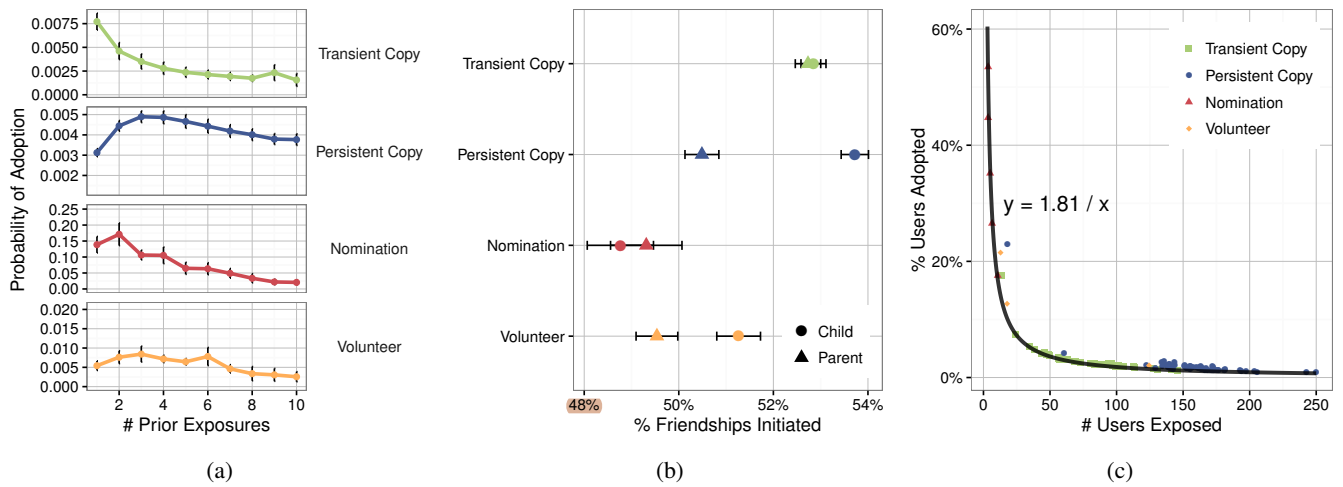 Probability of Adoption
0.0075
0.0050
0.0025
0.0000
Transient Copy
0.005
0.004
0.003
0.002
Persistent Copy
0.25
0.20
0.15
0.10
0.05
0.00
Nomination
0.020
0.015
0.010
0.005
0.000
Volunteer
2 4 6 8 10
# Prior Exposures
(a)
Transient Copy
Persistent Copy
Nomination
Volunteer
Child
Parent
48% 50% 52% 54%
% Friendships Initiated
(b)
% Users Adopted
60%
40%
20%
0%
Transient Copy
Persistent Copy
Nomination
Volunteer
y = 1.81 / x
0 50 100 150 200 250
# Users Exposed
(c)